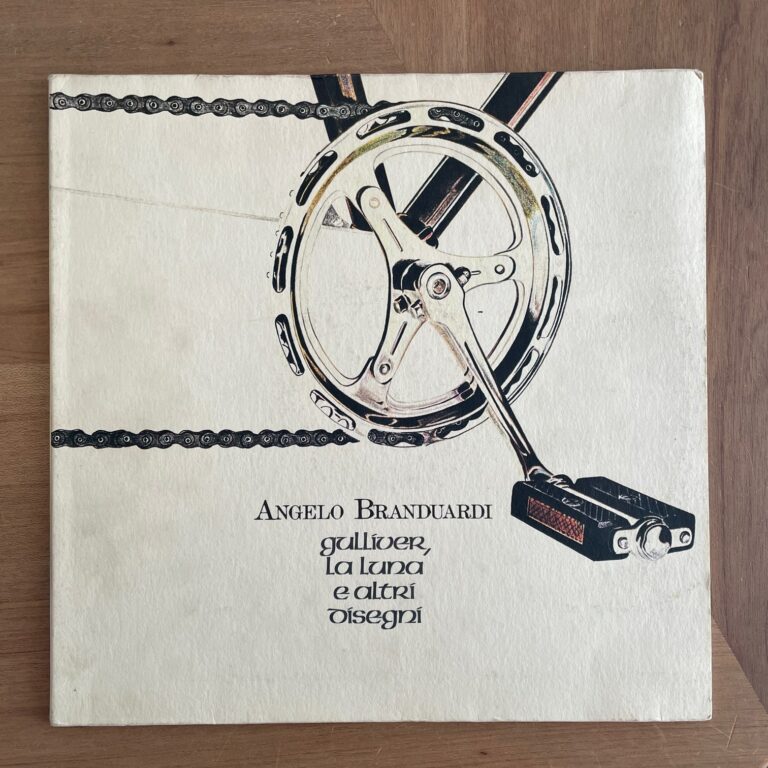 ANGELO BRANDUARDI
gulliver,
la luna
e altri
disegni